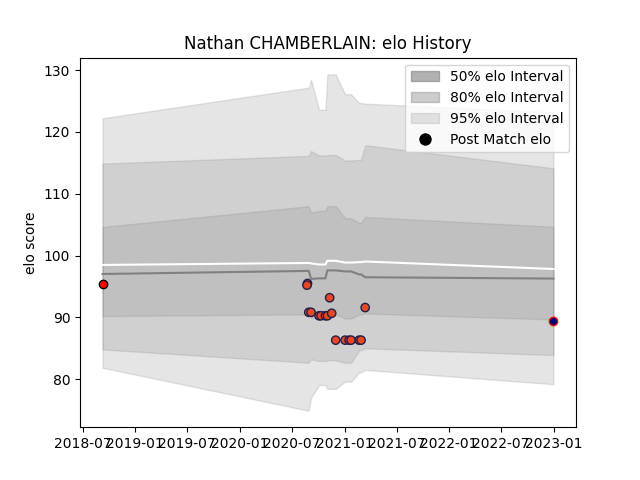 Nathan CHAMBERLAIN: elo History
50% elo Interval
80% elo Interval
95% elo Interval
Post Match elo
elo score
130
120
110
100
90
80
2018-07 2019-01 2019-07 2020-01 2020-07 2021-01 2021-07 2022-01 2022-07 2023-01